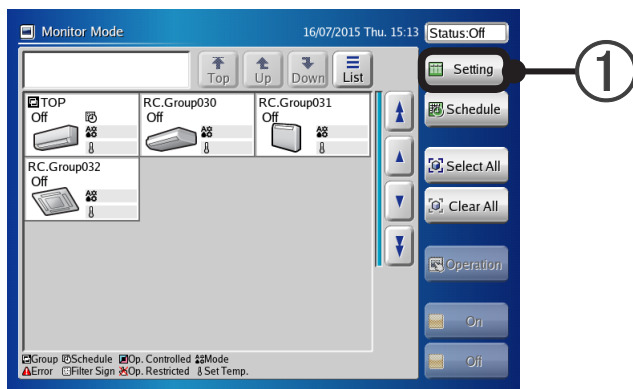 Monitor Mode
16/07/2015 Thu. 15:13
Status:Off
Top
Up
Down
List
Setting
1
Schedule
Select All
Clear All
Operation
On
Off
TOP
Off
RC.Group030
Off
RC.Group031
Off
RC.Group032
Off
Group Schedule Op. Controlled Mode
Error Filter Sign Op. Restricted Set Temp.